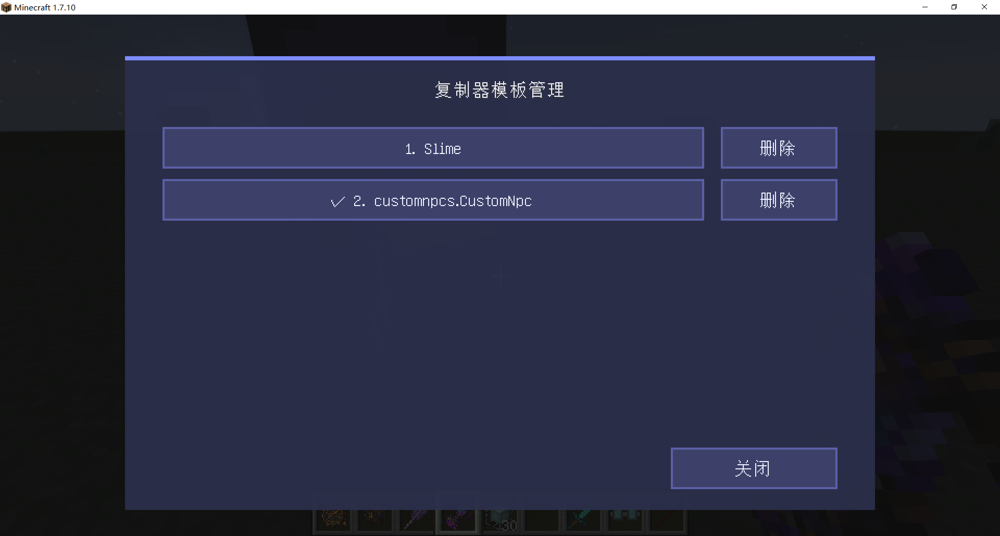 Minecraft 1.7.10
复制器模板管理
1. Slime
删除
✓ 2. customnpcs.CustomNpc
删除
关闭
30